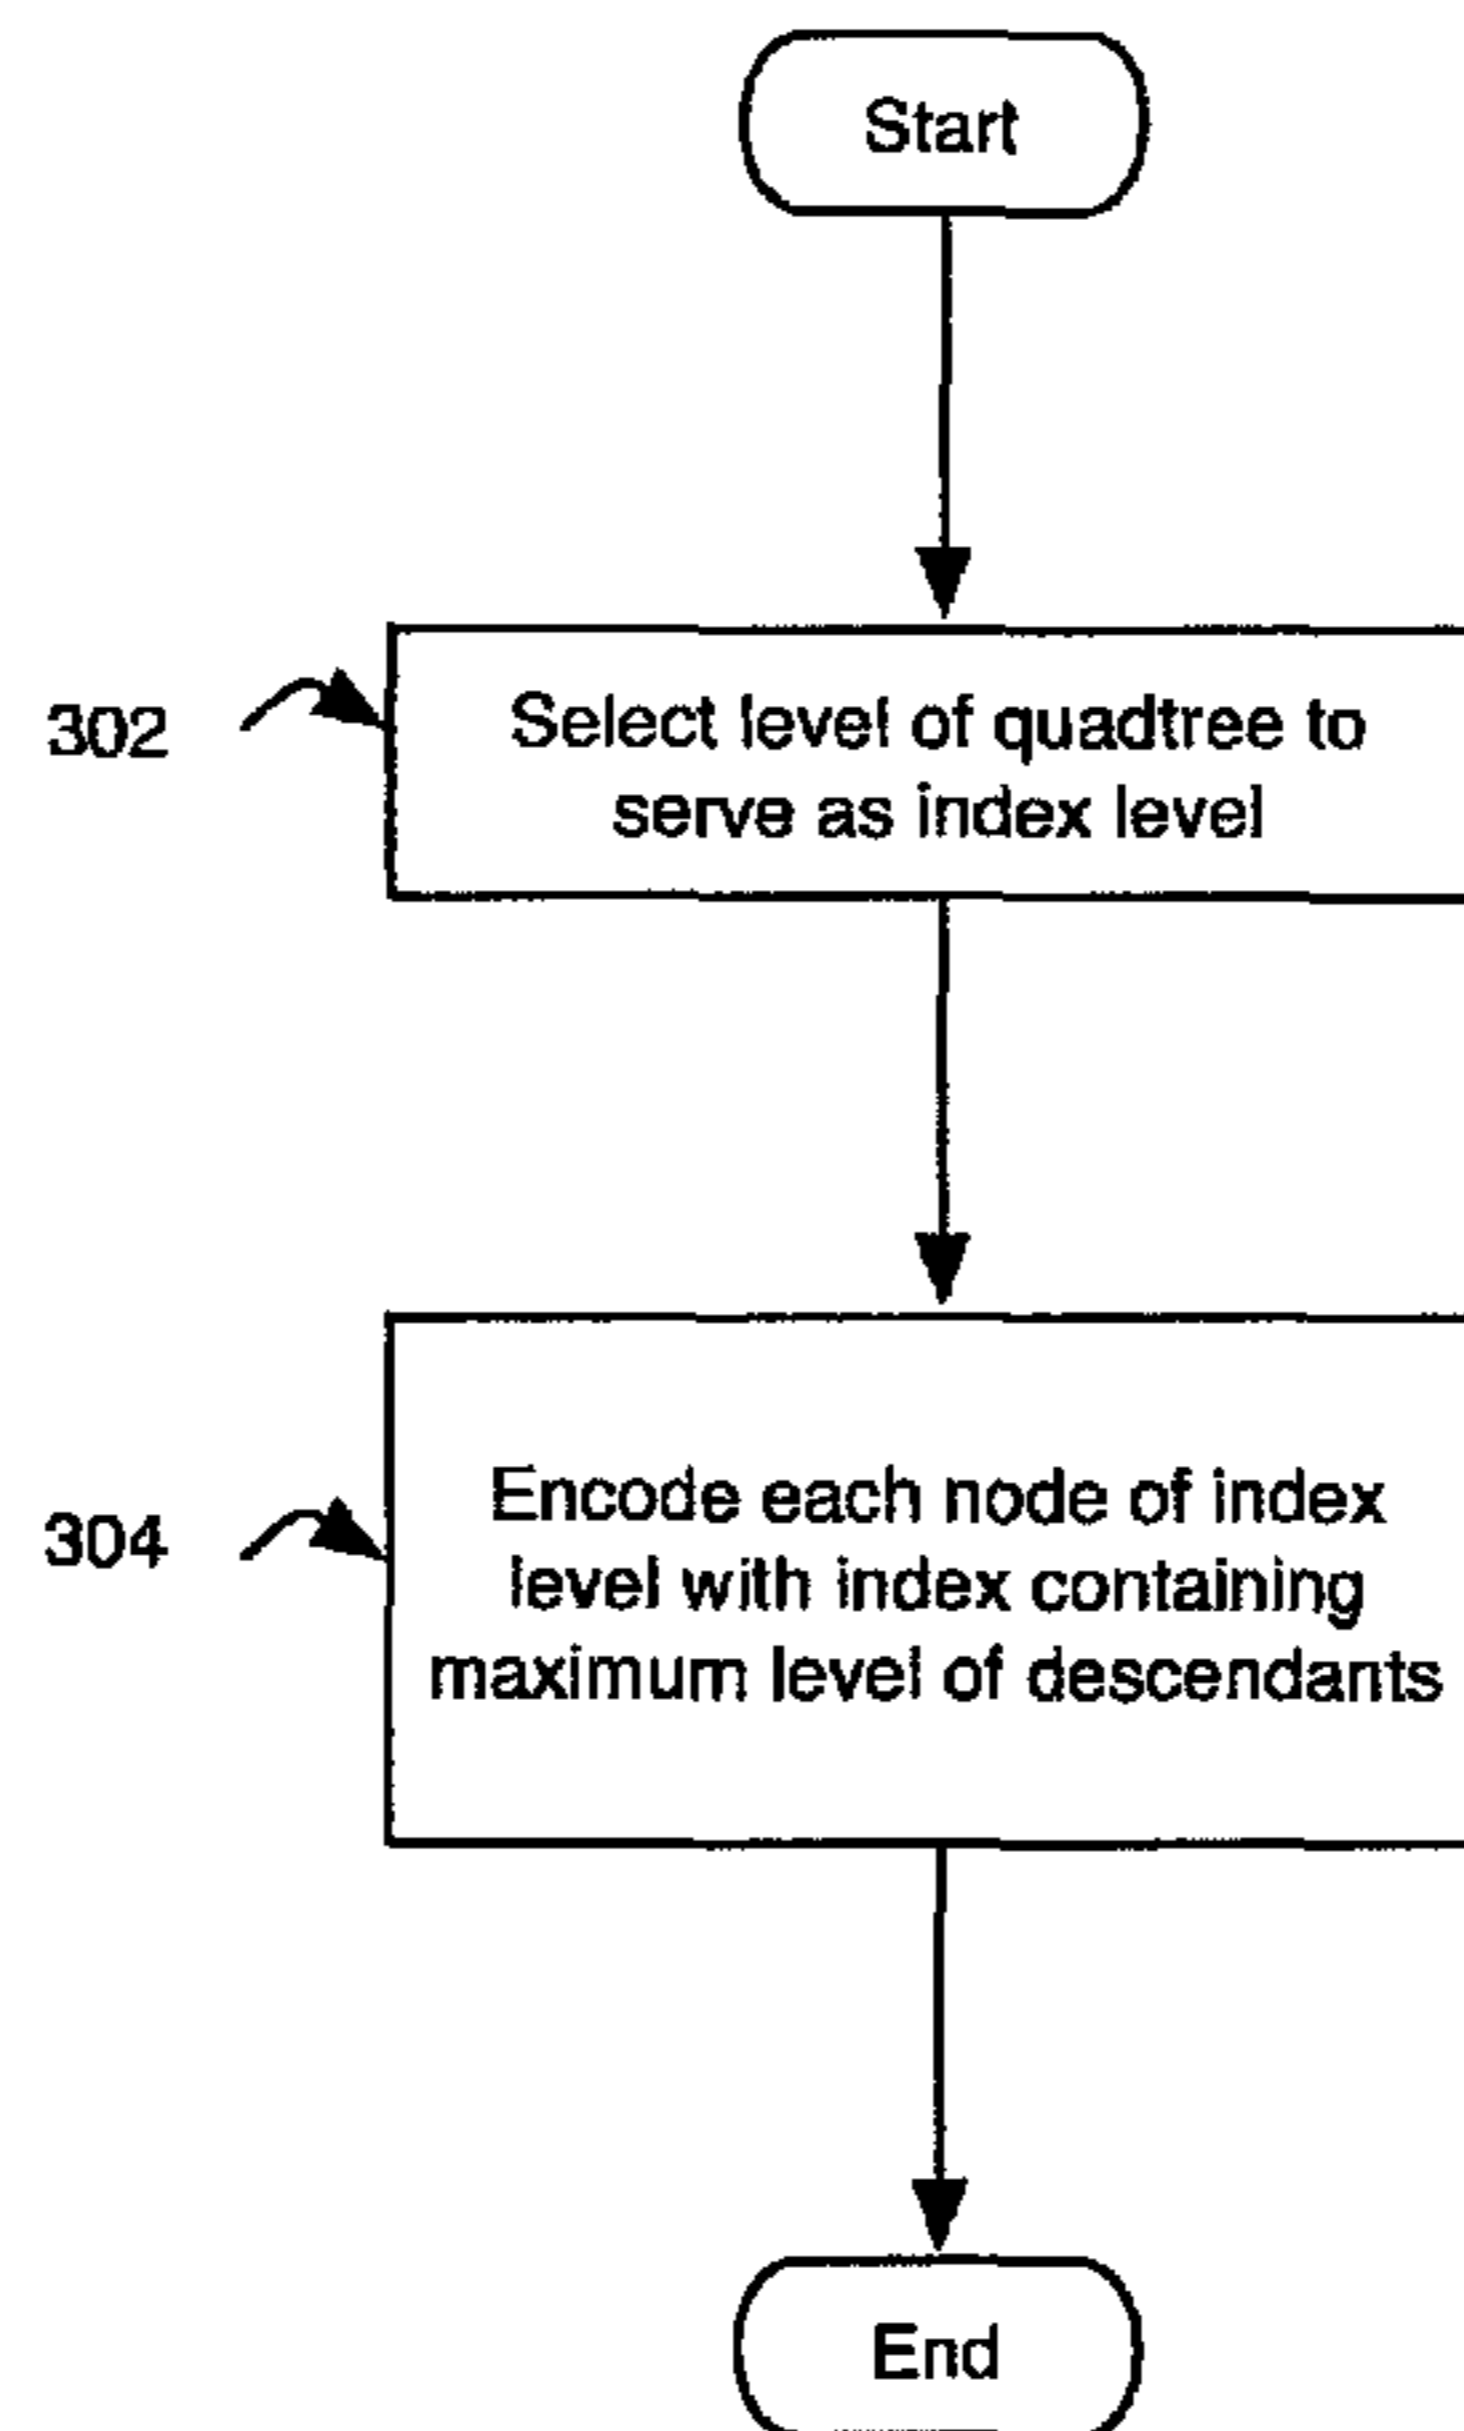 Start
302
Select level of quadtree to
serve as index level
304
Encode each node of index
level with index containing
maximum level of descendants
End